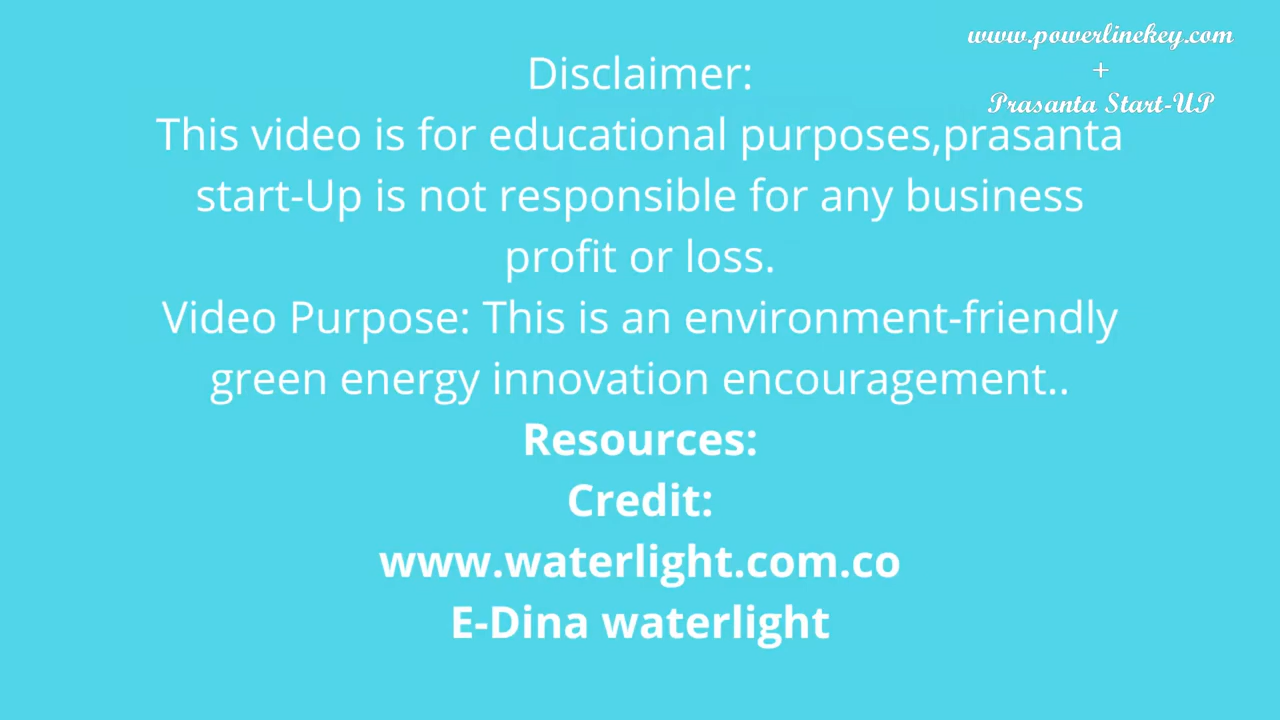 www.powerlinekey.com
+
Prasanta Start-UP
Disclaimer:
This video is for educational purposes,prasanta
start-Up is not responsible for any business
profit or loss.
Video Purpose: This is an environment-friendly
green energy innovation encouragement..
Resources:
Credit:
www.waterlight.com.co
E-Dina waterlight